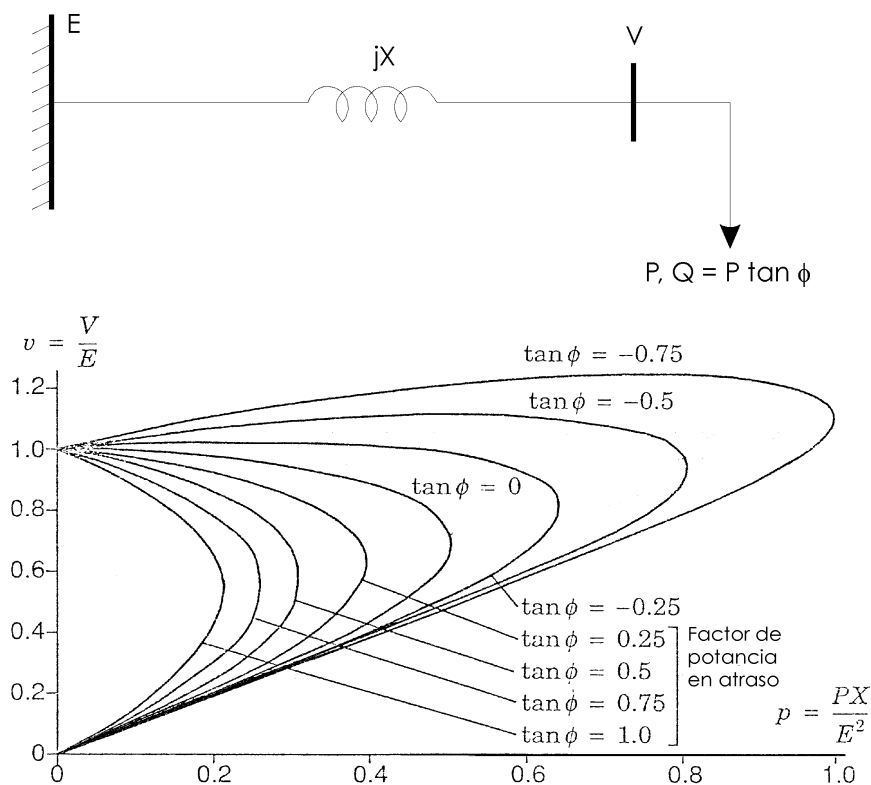 E
jX
V
P, Q = P tan ϕ
v = V/E
tan ϕ = −0.75
tan ϕ = −0.5
tan ϕ = 0
tan ϕ = −0.25
tan ϕ = 0.25
tan ϕ = 0.5
tan ϕ = 0.75
tan ϕ = 1.0
Factor de
potancia
en atraso
p = PX/E²
1.2
1.0
0.8
0.6
0.4
0.2
0
0 0.2 0.4 0.6 0.8 1.0